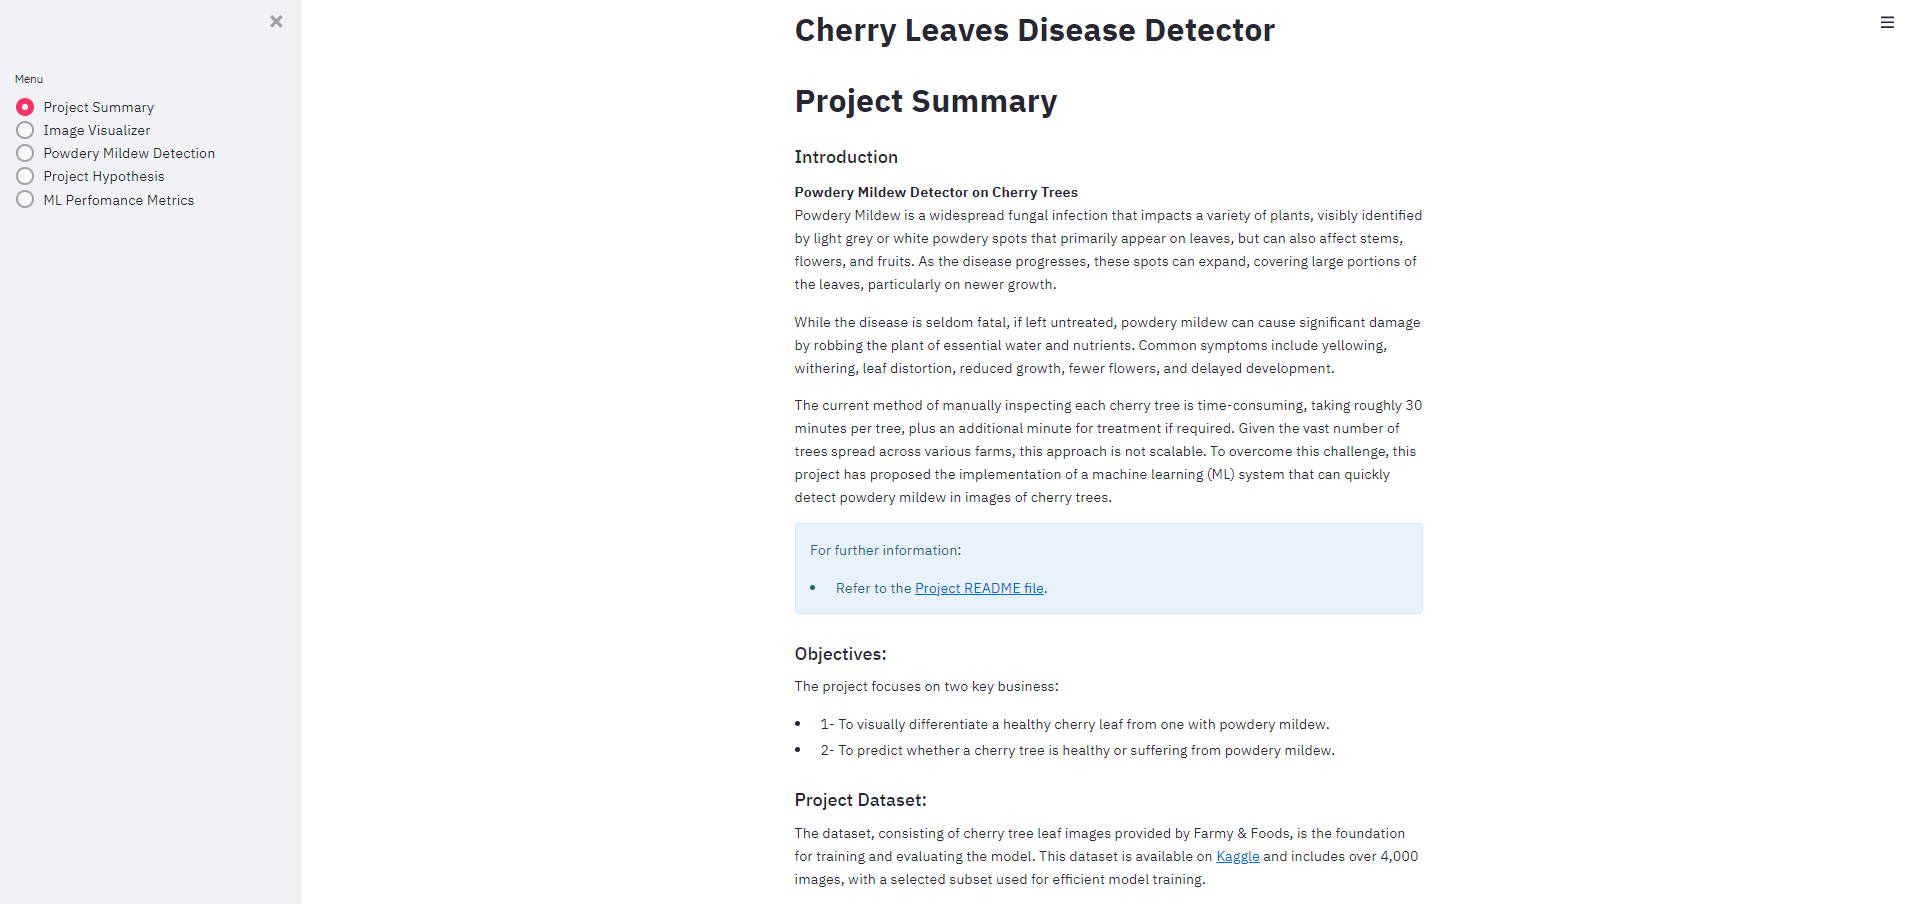 Menu
Project Summary
Image Visualizer
Powdery Mildew Detection
Project Hypothesis
ML Perfomance Metrics
Cherry Leaves Disease Detector
Project Summary
Introduction
Powdery Mildew Detector on Cherry Trees
Powdery Mildew is a widespread fungal infection that impacts a variety of plants, visibly identified
by light grey or white powdery spots that primarily appear on leaves, but can also affect stems,
flowers, and fruits. As the disease progresses, these spots can expand, covering large portions of
the leaves, particularly on newer growth.
While the disease is seldom fatal, if left untreated, powdery mildew can cause significant damage
by robbing the plant of essential water and nutrients. Common symptoms include yellowing,
withering, leaf distortion, reduced growth, fewer flowers, and delayed development.
The current method of manually inspecting each cherry tree is time-consuming, taking roughly 30
minutes per tree, plus an additional minute for treatment if required. Given the vast number of
trees spread across various farms, this approach is not scalable. To overcome this challenge, this
project has proposed the implementation of a machine learning (ML) system that can quickly
detect powdery mildew in images of cherry trees.
For further information:
• Refer to the Project README file.
Objectives:
The project focuses on two key business:
• 1- To visually differentiate a healthy cherry leaf from one with powdery mildew.
• 2- To predict whether a cherry tree is healthy or suffering from powdery mildew.
Project Dataset:
The dataset, consisting of cherry tree leaf images provided by Farmy & Foods, is the foundation
for training and evaluating the model. This dataset is available on Kaggle and includes over 4,000
images, with a selected subset used for efficient model training.